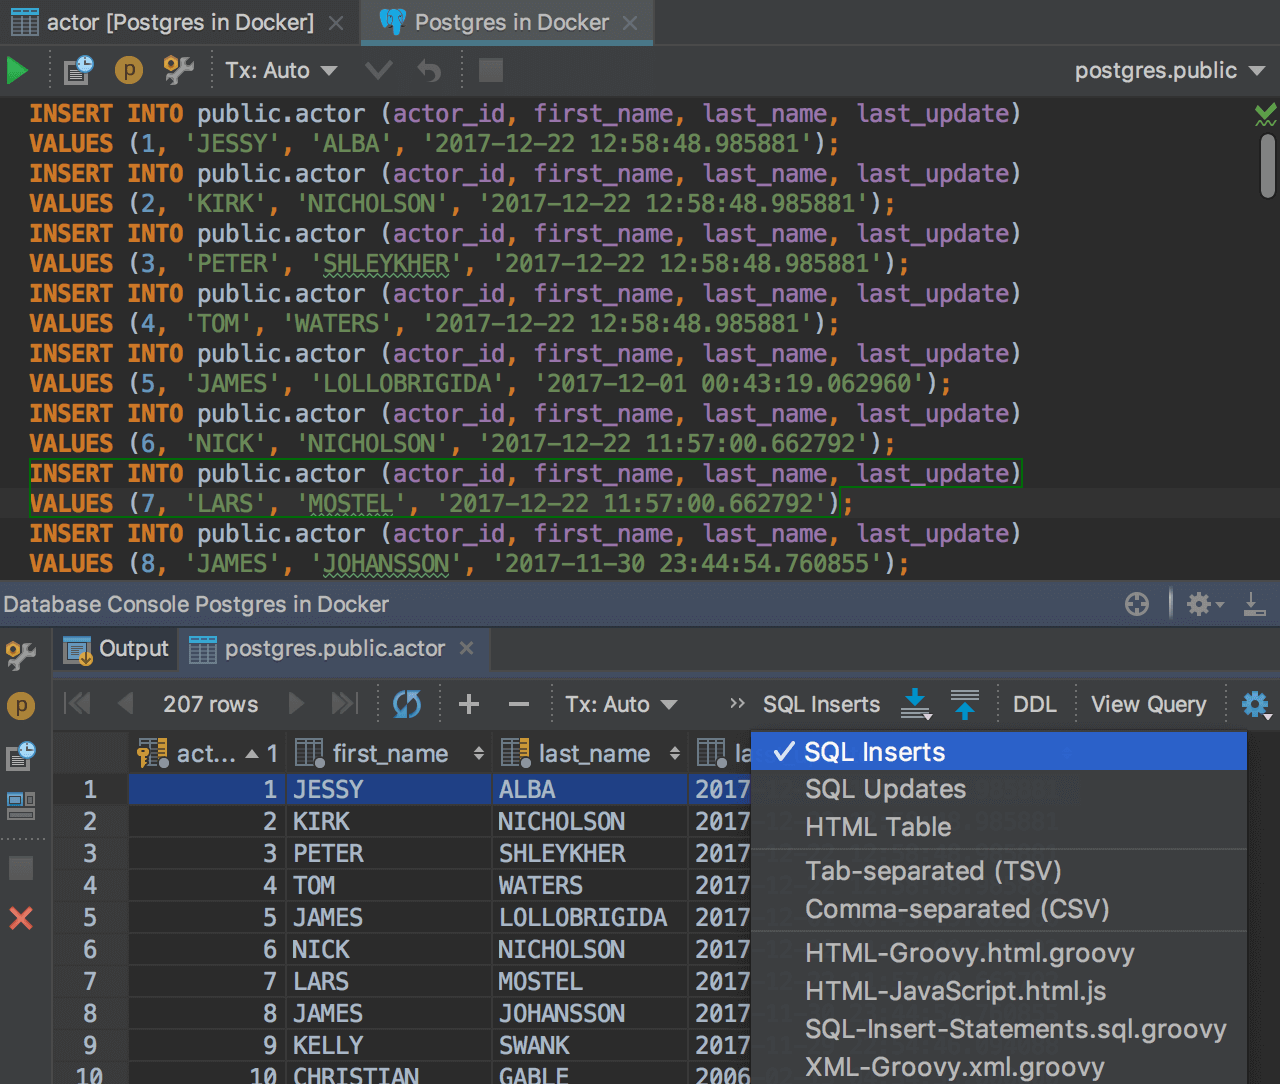 actor [Postgres in Docker]
Postgres in Docker
Tx: Auto
postgres.public
INSERT INTO public.actor (actor_id, first_name, last_name, last_update)
VALUES (1, 'JESSY', 'ALBA', '2017-12-22 12:58:48.985881');
INSERT INTO public.actor (actor_id, first_name, last_name, last_update)
VALUES (2, 'KIRK', 'NICHOLSON', '2017-12-22 12:58:48.985881');
INSERT INTO public.actor (actor_id, first_name, last_name, last_update)
VALUES (3, 'PETER', 'SHLEYKHER', '2017-12-22 12:58:48.985881');
INSERT INTO public.actor (actor_id, first_name, last_name, last_update)
VALUES (4, 'TOM', 'WATERS', '2017-12-22 12:58:48.985881');
INSERT INTO public.actor (actor_id, first_name, last_name, last_update)
VALUES (5, 'JAMES', 'LOLLOBRIGIDA', '2017-12-01 00:43:19.062960');
INSERT INTO public.actor (actor_id, first_name, last_name, last_update)
VALUES (6, 'NICK', 'NICHOLSON', '2017-12-22 11:57:00.662792');
INSERT INTO public.actor (actor_id, first_name, last_name, last_update)
VALUES (7, 'LARS', 'MOSTEL', '2017-12-22 11:57:00.662792');
INSERT INTO public.actor (actor_id, first_name, last_name, last_update)
VALUES (8, 'JAMES', 'JOHANSSON', '2017-11-30 23:44:54.760855');
Database Console Postgres in Docker
Output
postgres.public.actor
207 rows
Tx: Auto
SQL Inserts
DDL
View Query
act... 1 first_name last_name la
1 1 JESSY ALBA 2017-
2 2 KIRK NICHOLSON 2017-
3 3 PETER SHLEYKHER 2017-
4 4 TOM WATERS 2017-
5 5 JAMES LOLLOBRIGIDA 2017-
6 6 NICK NICHOLSON 2017-
7 7 LARS MOSTEL 2017-
8 8 JAMES JOHANSSON 2017-
9 9 KELLY SWANK 2017-
10 10 CHRISTIAN GABLE 2006-
SQL Inserts
SQL Updates
HTML Table
Tab-separated (TSV)
Comma-separated (CSV)
HTML-Groovy.html.groovy
HTML-JavaScript.html.js
SQL-Insert-Statements.sql.groovy
XML-Groovy.xml.groovy